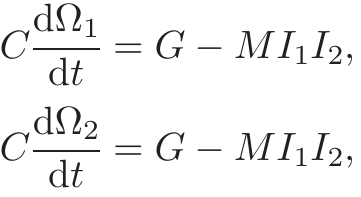 C dΩ₁/dt = G − MI₁I₂,
C dΩ₂/dt = G − MI₁I₂,